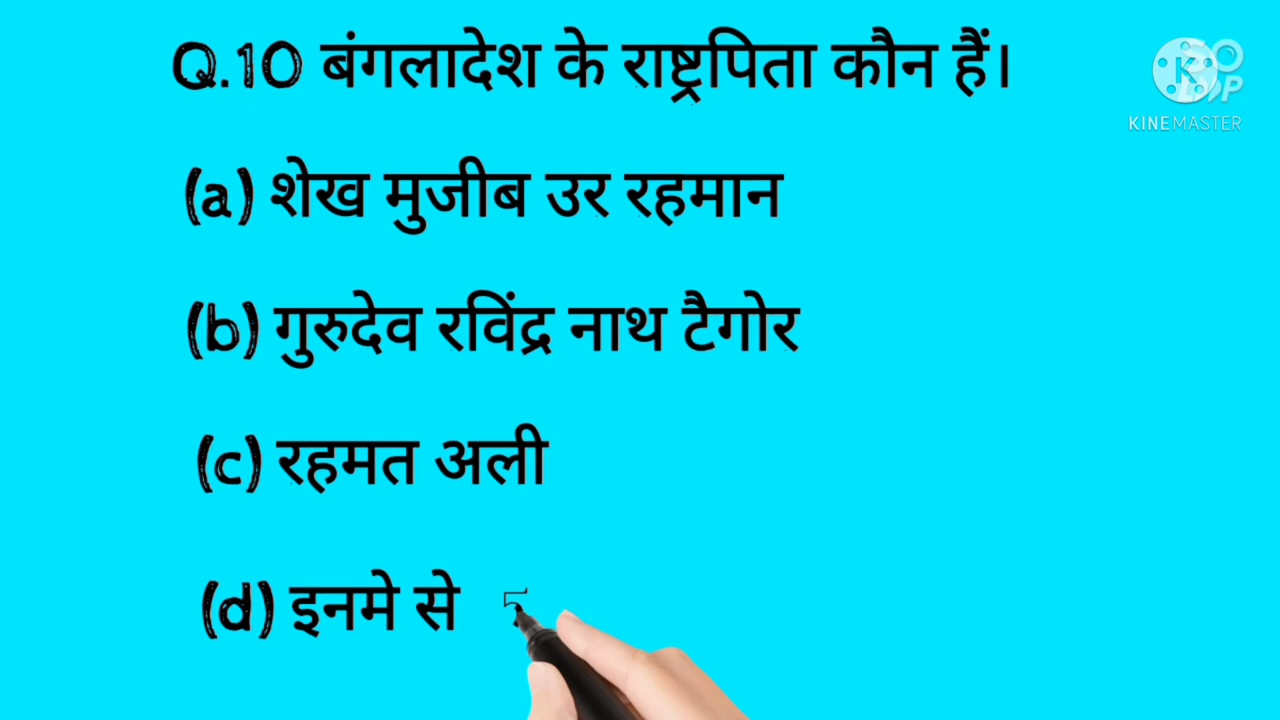 Q.10 बंगलादेश के राष्ट्रपिता कौन हैं।
KINEMASTER
(a) शेख मुजीब उर रहमान
(b) गुरुदेव रविंद्र नाथ टैगोर
(c) रहमत अली
(d) इनमे से